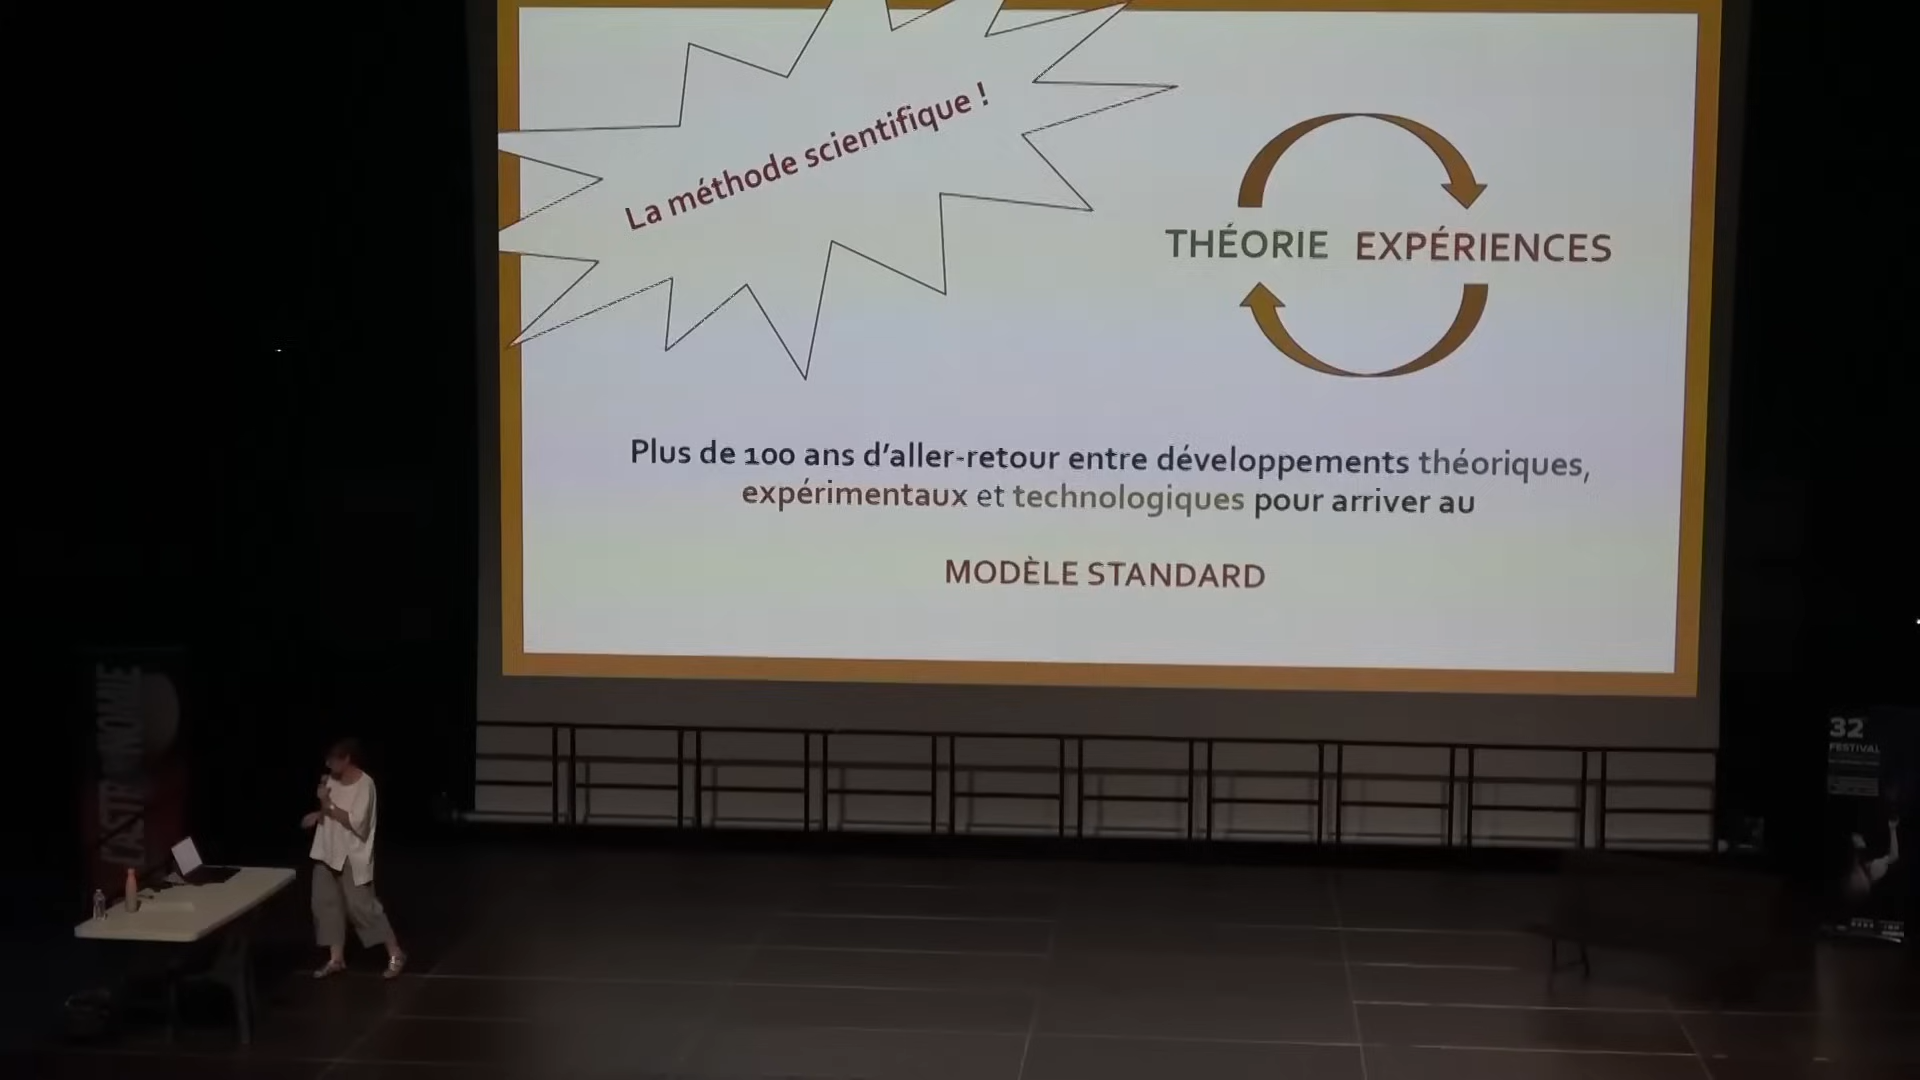 La méthode scientifique !
THÉORIE EXPÉRIENCES
Plus de 100 ans d’aller-retour entre développements théoriques,
expérimentaux et technologiques pour arriver au
MODÈLE STANDARD
32
FESTIVAL